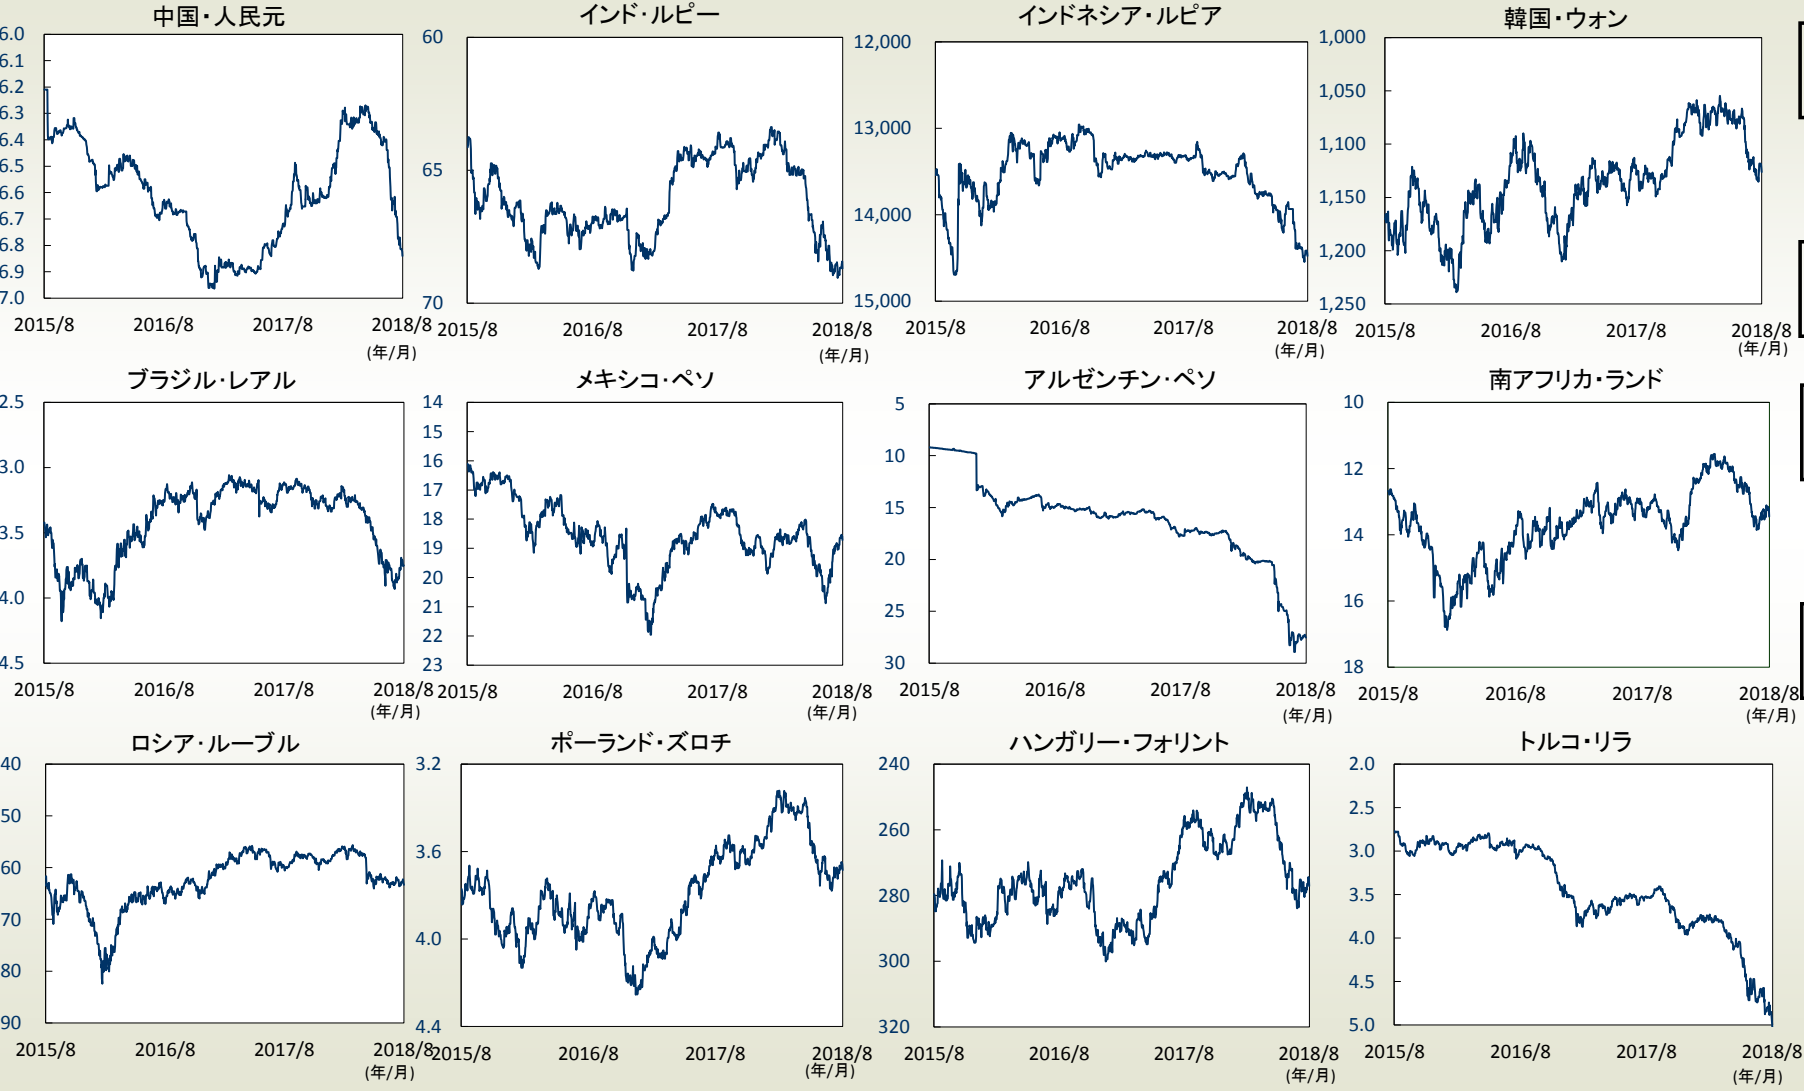 中国・人民元
6.0
6.1
6.2
6.3
6.4
6.5
6.6
6.7
6.8
6.9
7.0
2015/8 2016/8 2017/8 2018/8
(年/月)
インド・ルピー
60
65
70
2015/8 2016/8 2017/8 2018/8
(年/月)
インドネシア・ルピア
12,000
13,000
14,000
15,000
2015/8 2016/8 2017/8 2018/8
(年/月)
韓国・ウォン
1,000
1,050
1,100
1,150
1,200
1,250
2015/8 2016/8 2017/8 2018/8
(年/月)
ブラジル・レアル
2.5
3.0
3.5
4.0
4.5
2015/8 2016/8 2017/8 2018/8
(年/月)
メキシコ・ペソ
14
15
16
17
18
19
20
21
22
23
2015/8 2016/8 2017/8 2018/8
(年/月)
アルゼンチン・ペソ
5
10
15
20
25
30
2015/8 2016/8 2017/8 2018/8
(年/月)
南アフリカ・ランド
10
12
14
16
18
2015/8 2016/8 2017/8 2018/8
(年/月)
ロシア・ルーブル
40
50
60
70
80
90
2015/8 2016/8 2017/8 2018/8
(年/月)
ポーランド・ズロチ
3.2
3.6
4.0
4.4
2015/8 2016/8 2017/8 2018/8
(年/月)
ハンガリー・フォリント
240
260
280
300
320
2015/8 2016/8 2017/8 2018/8
(年/月)
トルコ・リラ
2.0
2.5
3.0
3.5
4.0
4.5
5.0
2015/8 2016/8 2017/8 2018/8
(年/月)